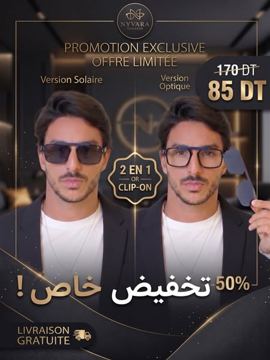 NYVARA
PROMOTION EXCLUSIVE
OFFRE LIMITÉE
Version Solaire
Version
Optique
170 DT
85 DT
2 EN 1
OR
CLIP-ON
تخفيض خاص !
50%
LIVRAISON
GRATUITE